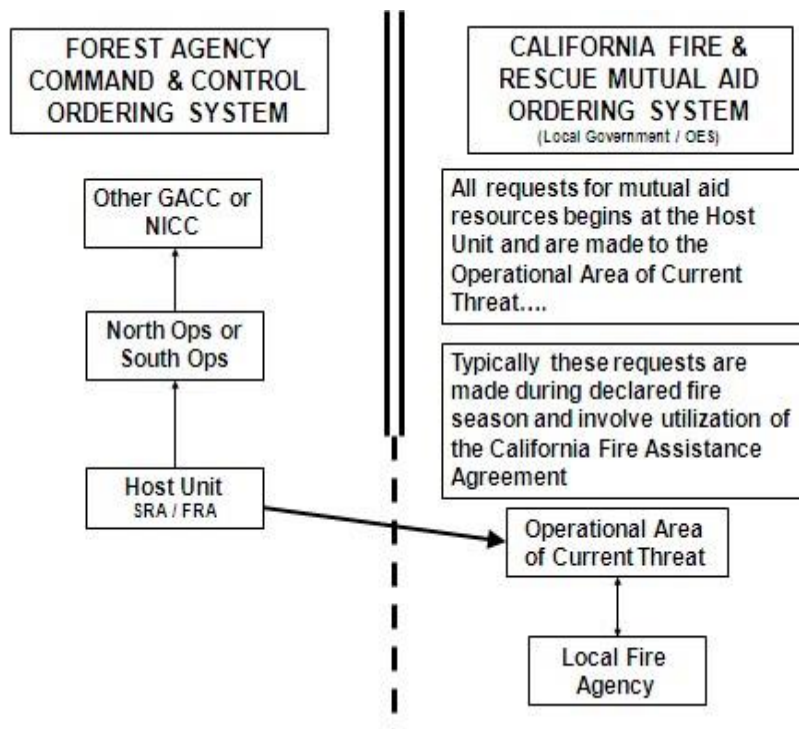 FOREST AGENCY
COMMAND & CONTROL
ORDERING SYSTEM
Other GACC or
NICC
North Ops or
South Ops
Host Unit
SRA / FRA
CALIFORNIA FIRE &
RESCUE MUTUAL AID
ORDERING SYSTEM
(Local Government / OES)
All requests for mutual aid
resources begins at the Host
Unit and are made to the
Operational Area of Current
Threat....
Typically these requests are
made during declared fire
season and involve utilization of
the California Fire Assistance
Agreement
Operational Area
of Current Threat
Local Fire
Agency